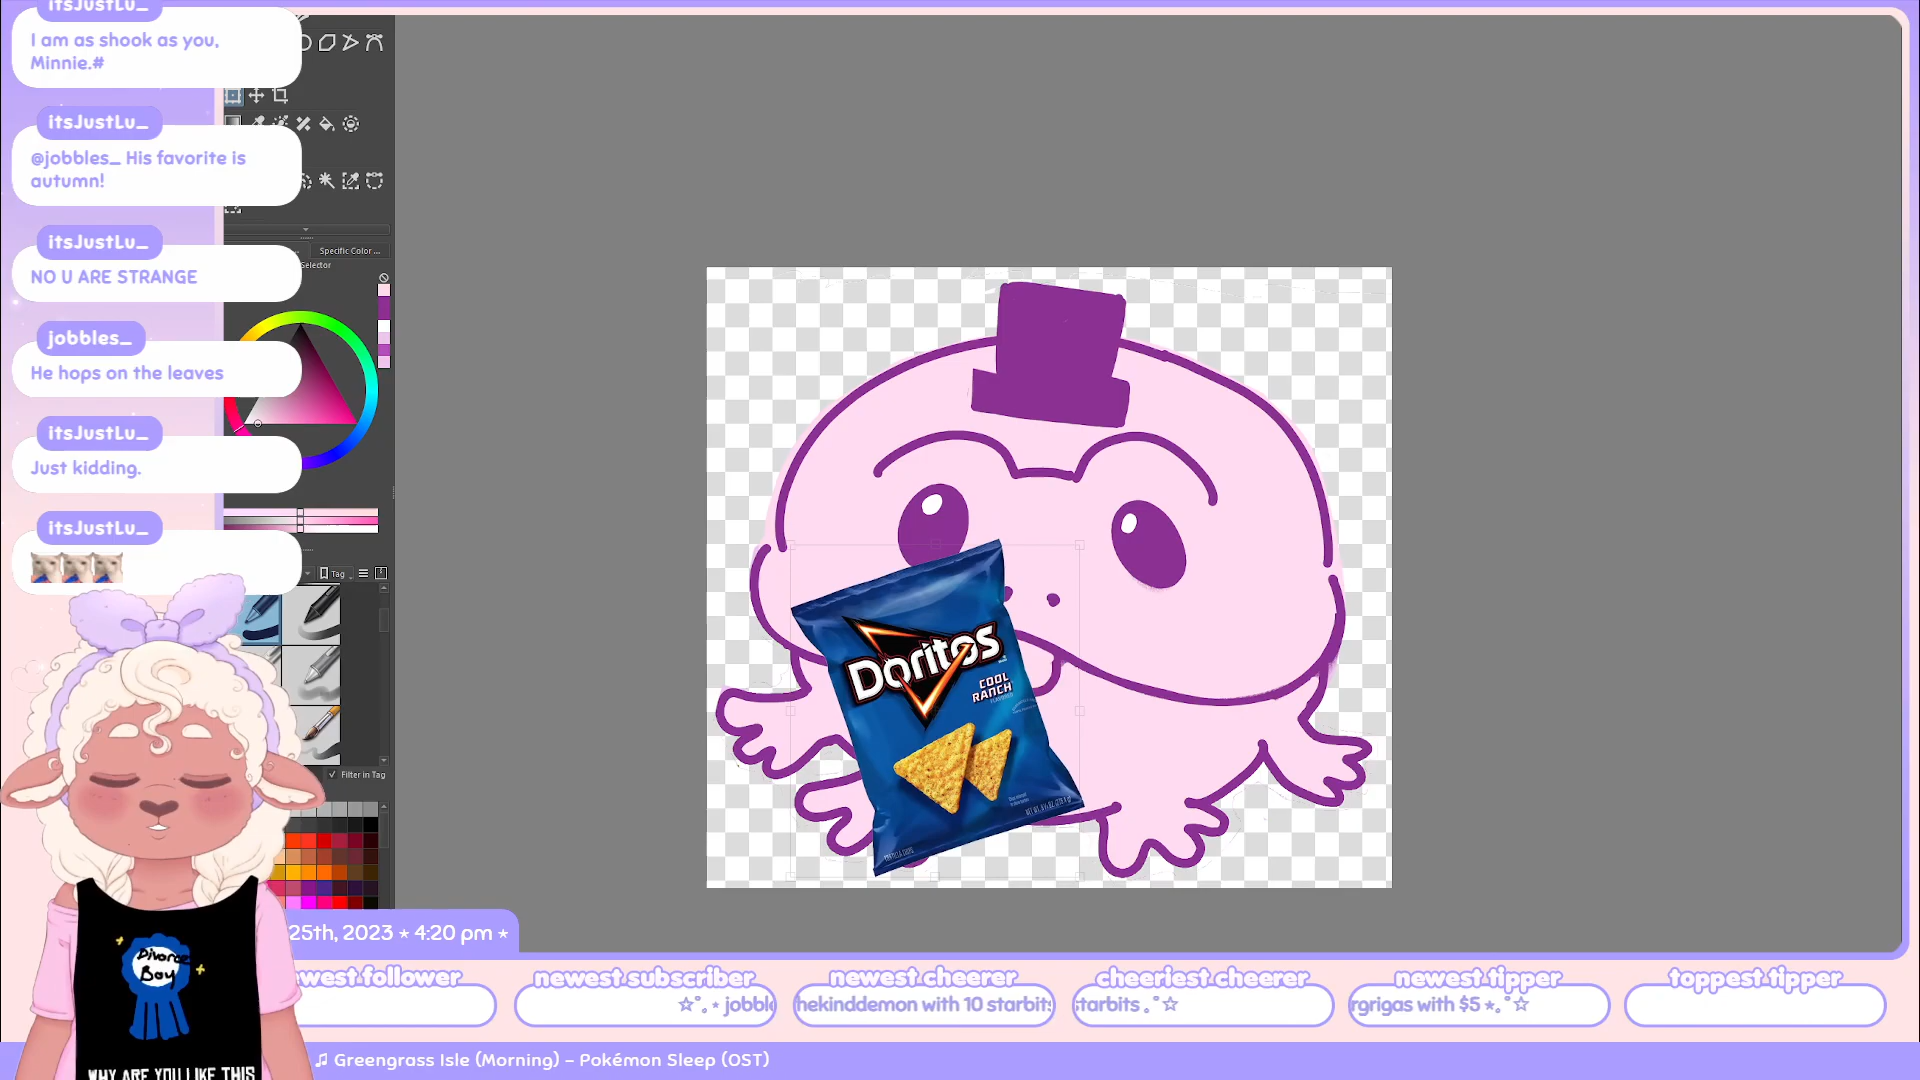 itsJustLu_
I am as shook as you,
Minnie.#
itsJustLu_
@jobbles_ His favorite is
autumn!
itsJustLu_
NO U ARE STRANGE
jobbles_
He hops on the leaves
itsJustLu_
Just kidding.
itsJustLu_
Specific Color ...
Selector
Tag
Filter in Tag
Doritos
COOL
RANCH
TORTILLA CHIPS
Divorce
Boy
WHY ARE YOU LIKE THIS
25th, 2023 ⋆ 4:20 pm ⋆
west follower
newest subscriber
☆˚.⋆ jobbl
newest cheerer
hekinddemon with 10 starbits
cheeriest cheerer
starbits .˚☆
newest tipper
rgrigas with $5 ⋆.˚☆
toppest tipper
♫ Greengrass Isle (Morning) – Pokémon Sleep (OST)